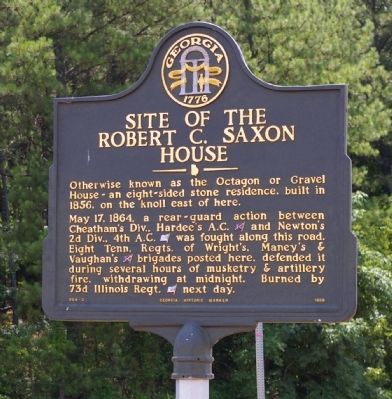 GEORGIA
1776
SITE OF THE
ROBERT C. SAXON
HOUSE
Otherwise known as the Octagon or Gravel
House - an eight-sided stone residence, built in
1856, on the knoll east of here.
May 17, 1864, a rear-guard action between
Cheatham's Div., Hardee's A.C. and Newton's
2d Div., 4th A.C. was fought along this road.
Eight Tenn. Regts. of Wright's, Maney's &
Vaughan's brigades posted here, defended it
during several hours of musketry & artillery
fire, withdrawing at midnight. Burned by
73d Illinois Regt. next day.
GEORGIA HISTORIC MARKER